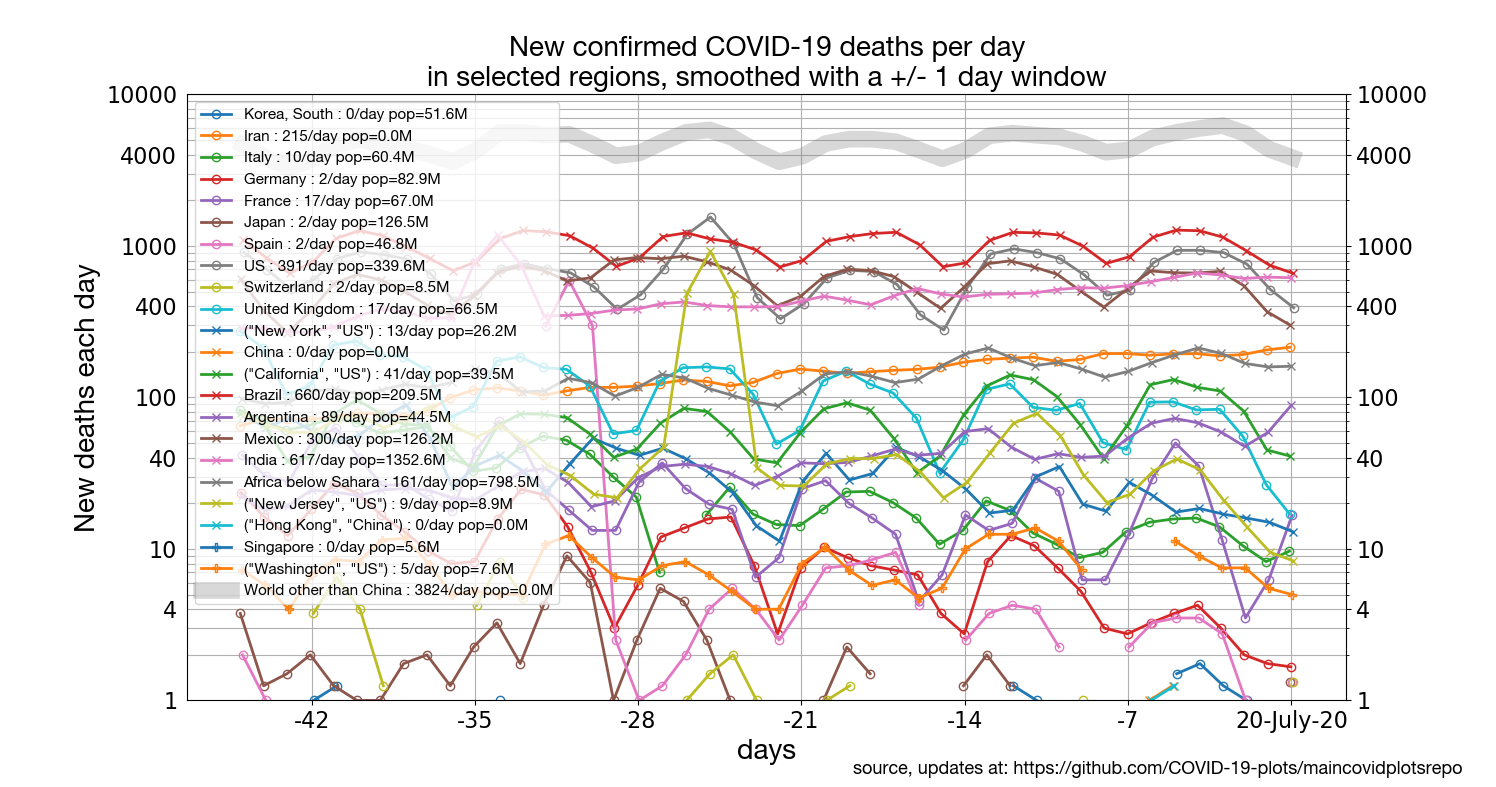 New confirmed COVID-19 deaths per day
in selected regions, smoothed with a +/- 1 day window
New deaths each day
10000
4000
1000
400
100
40
10
4
1
Korea, South : 0/day pop=51.6M
Iran : 215/day pop=0.0M
Italy : 10/day pop=60.4M
Germany : 2/day pop=82.9M
France : 17/day pop=67.0M
Japan : 2/day pop=126.5M
Spain : 2/day pop=46.8M
US : 391/day pop=339.6M
Switzerland : 2/day pop=8.5M
United Kingdom : 17/day pop=66.5M
("New York", "US") : 13/day pop=26.2M
China : 0/day pop=0.0M
("California", "US") : 41/day pop=39.5M
Brazil : 660/day pop=209.5M
Argentina : 89/day pop=44.5M
Mexico : 300/day pop=126.2M
India : 617/day pop=1352.6M
Africa below Sahara : 161/day pop=798.5M
("New Jersey", "US") : 9/day pop=8.9M
("Hong Kong", "China") : 0/day pop=0.0M
Singapore : 0/day pop=5.6M
("Washington", "US") : 5/day pop=7.6M
World other than China : 3824/day pop=0.0M
10000
4000
1000
400
100
40
10
4
1
-42 -35 -28 -21 -14 -7 20-July-20
days
source, updates at: https://github.com/COVID-19-plots/maincovidplotsrepo